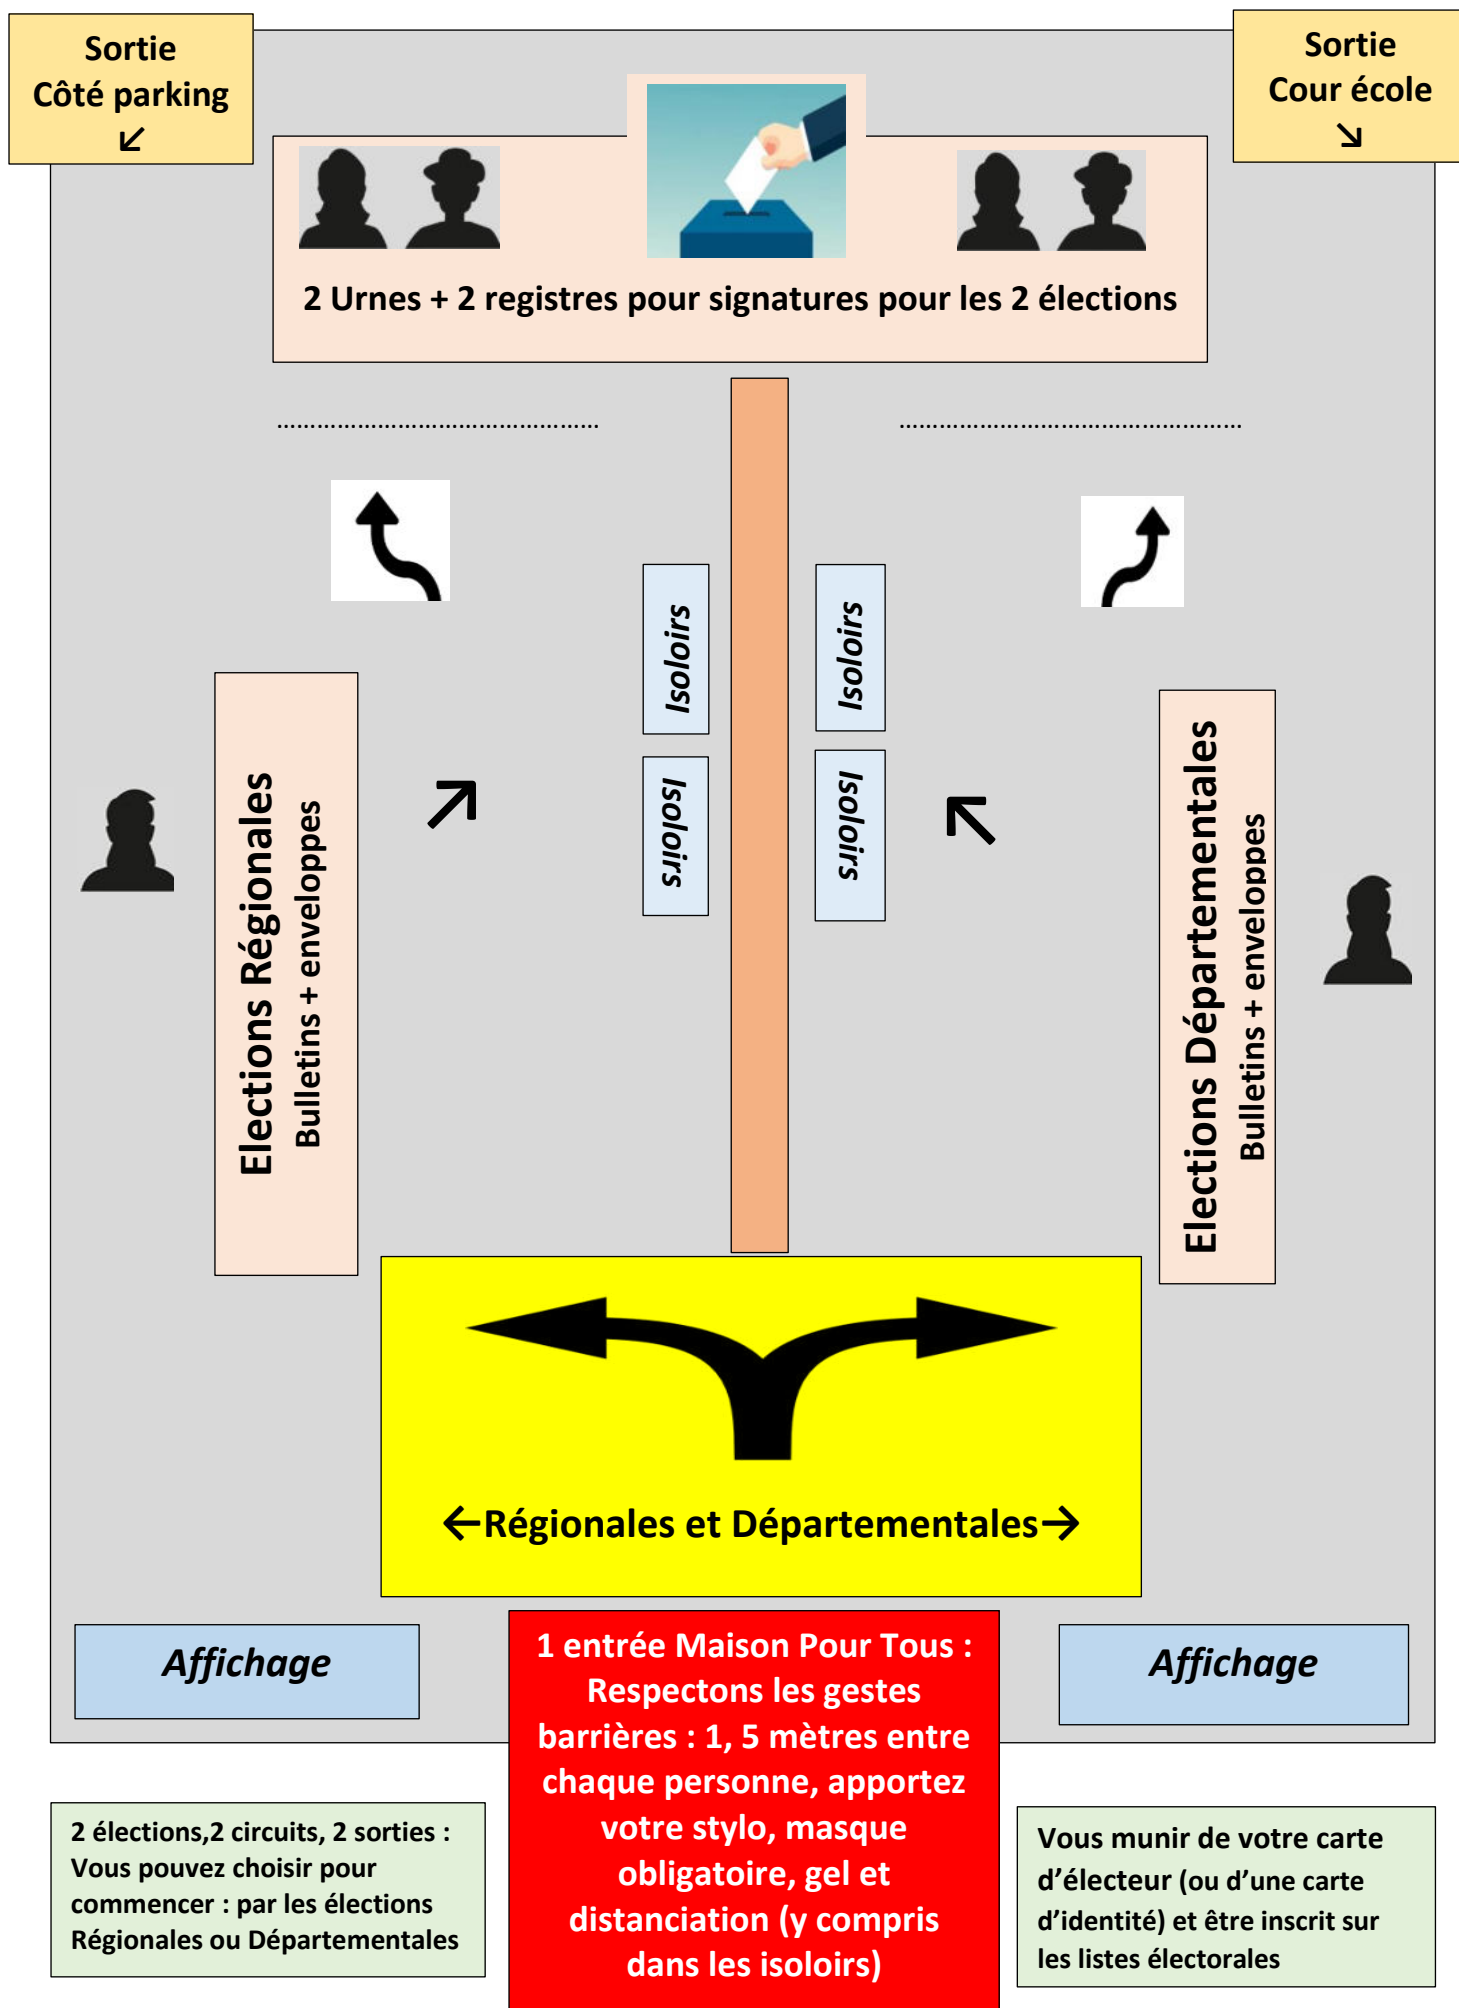 Sortie
Côté parking
↙
Sortie
Cour école
↘
2 Urnes + 2 registres pour signatures pour les 2 élections
................................................
...................................................
Isoloirs
Isoloirs
Isoloirs
Isoloirs
Elections Régionales
Bulletins + enveloppes
Elections Départementales
Bulletins + enveloppes
←Régionales et Départementales→
Affichage
Affichage
1 entrée Maison Pour Tous :
Respectons les gestes
barrières : 1, 5 mètres entre
chaque personne, apportez
votre stylo, masque
obligatoire, gel et
distanciation (y compris
dans les isoloirs)
2 élections,2 circuits, 2 sorties :
Vous pouvez choisir pour
commencer : par les élections
Régionales ou Départementales
Vous munir de votre carte
d’électeur (ou d’une carte
d’identité) et être inscrit sur
les listes électorales